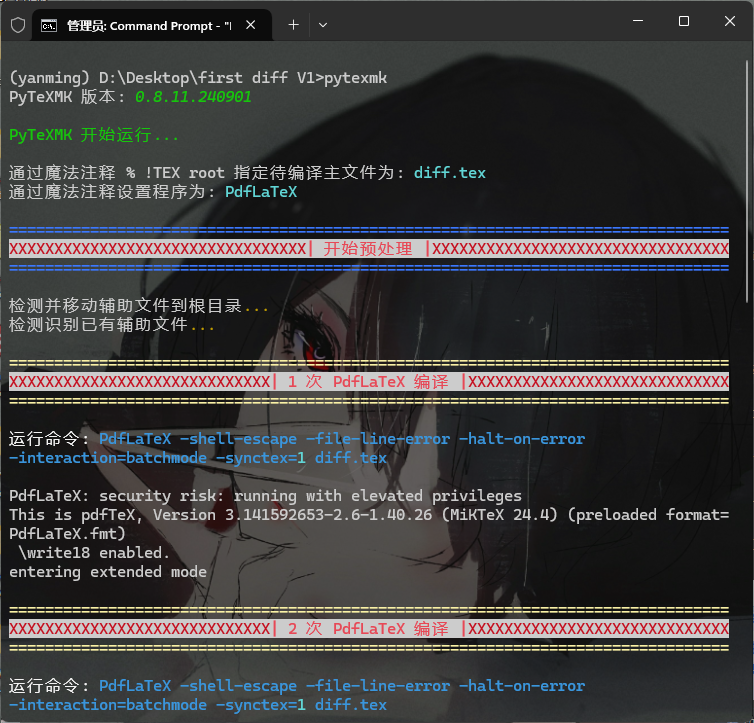 管理员: Command Prompt - "
(yanming) D:\Desktop\first diff V1>pytexmk
PyTeXMK 版本: 0.8.11.240901
PyTeXMK 开始运行...
通过魔法注释 % !TEX root 指定待编译主文件为: diff.tex
通过魔法注释设置程序为: PdfLaTeX
================================================================================
XXXXXXXXXXXXXXXXXXXXXXXXXXXXXXXXX| 开始预处理 |XXXXXXXXXXXXXXXXXXXXXXXXXXXXXXXXX
================================================================================
检测并移动辅助文件到根目录...
检测识别已有辅助文件...
================================================================================
XXXXXXXXXXXXXXXXXXXXXXXXXXXXX| 1 次 PdfLaTeX 编译 |XXXXXXXXXXXXXXXXXXXXXXXXXXXXX
================================================================================
运行命令: PdfLaTeX -shell-escape -file-line-error -halt-on-error
-interaction=batchmode -synctex=1 diff.tex
PdfLaTeX: security risk: running with elevated privileges
This is pdfTeX, Version 3.141592653-2.6-1.40.26 (MiKTeX 24.4) (preloaded format=
PdfLaTeX.fmt)
\write18 enabled.
entering extended mode
================================================================================
XXXXXXXXXXXXXXXXXXXXXXXXXXXXX| 2 次 PdfLaTeX 编译 |XXXXXXXXXXXXXXXXXXXXXXXXXXXXX
================================================================================
运行命令: PdfLaTeX -shell-escape -file-line-error -halt-on-error
-interaction=batchmode -synctex=1 diff.tex